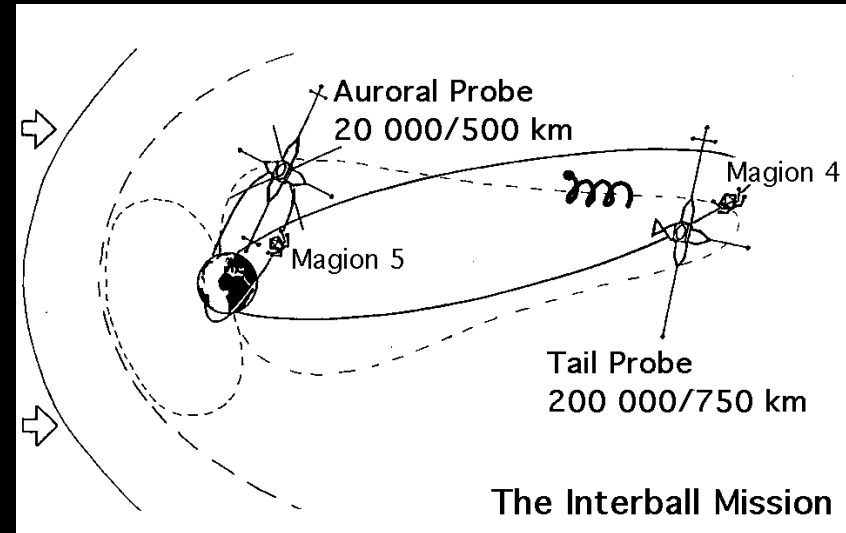 Auroral Probe
20 000/500 km
Magion 4
Magion 5
Tail Probe
200 000/750 km
The Interball Mission